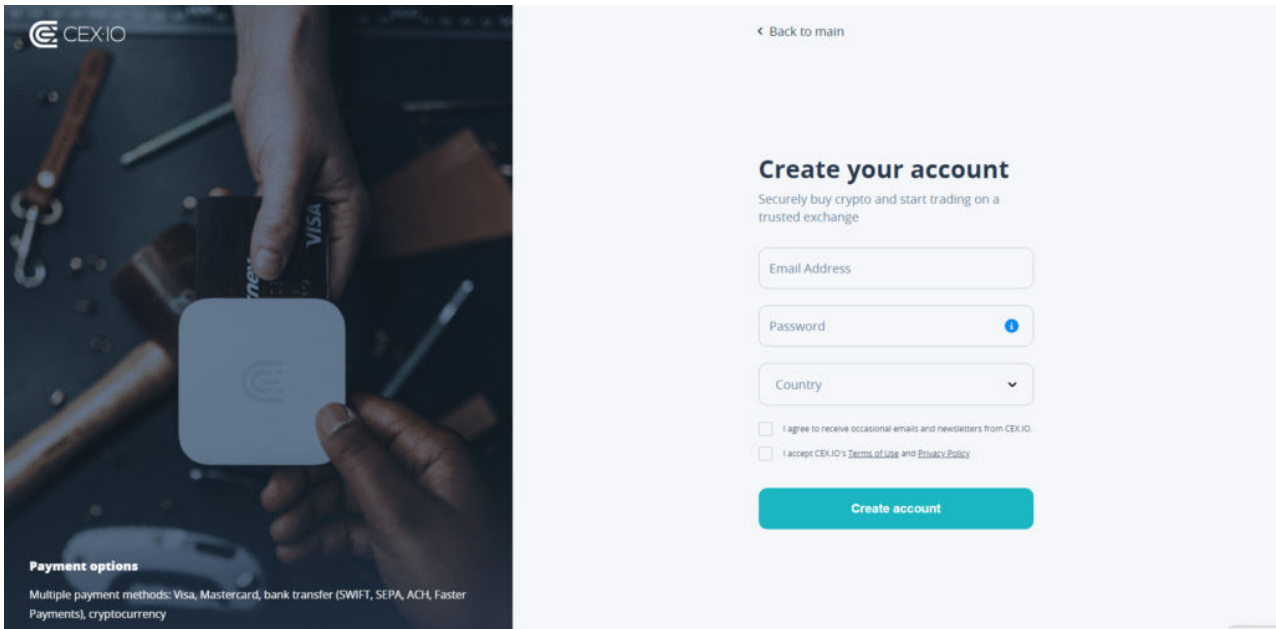 CEX·IO
VISA
Payment options
Multiple payment methods: Visa, Mastercard, bank transfer (SWIFT, SEPA, ACH, Faster
Payments), cryptocurrency
Back to main
Create your account
Securely buy crypto and start trading on a
trusted exchange
Email Address
Password
Country
I agree to receive occasional emails and newsletters from CEX.IO.
I accept CEX.IO's Terms of Use and Privacy Policy
Create account